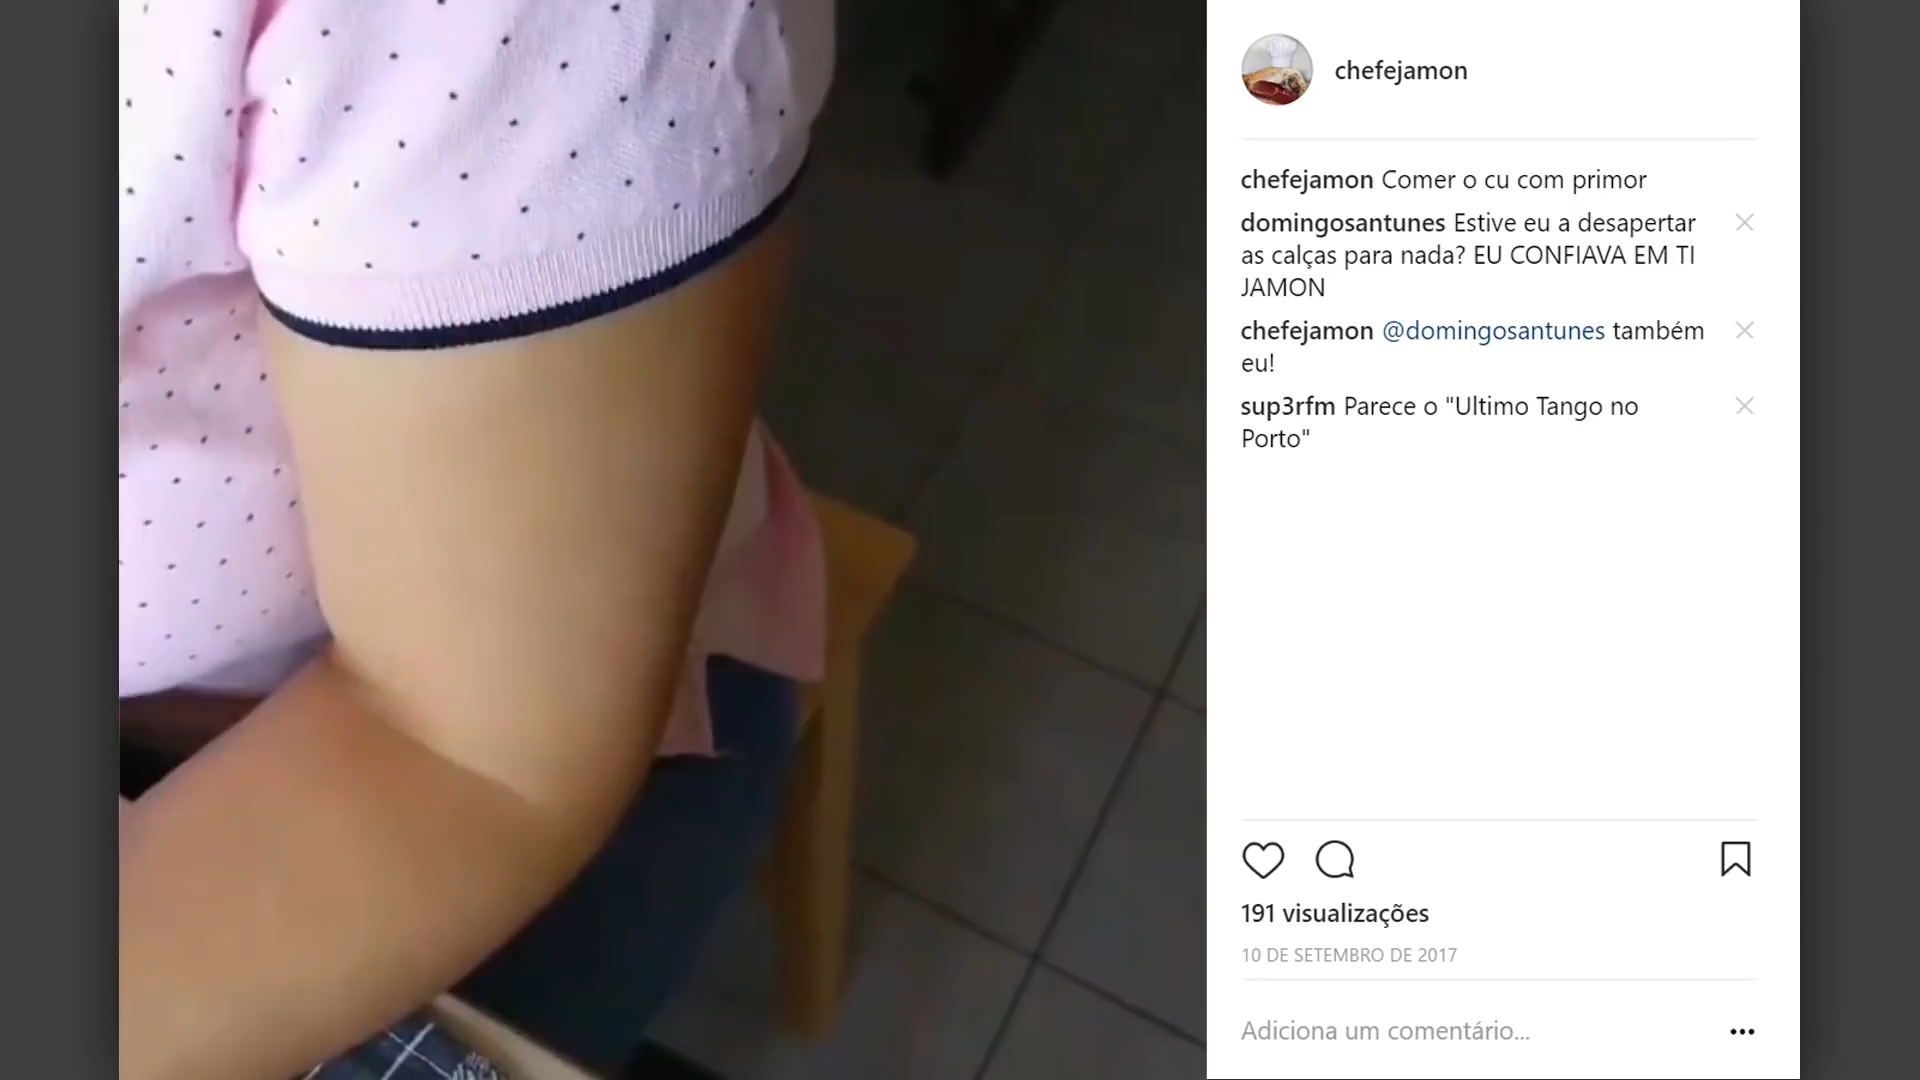 chefejamon
chefejamon Comer o cu com primor
domingosantunes Estive eu a desapertar
as calças para nada? EU CONFIAVA EM TI
JAMON
chefejamon @domingosantunes também
eu!
sup3rfm Parece o "Ultimo Tango no
Porto"
191 visualizações
10 DE SETEMBRO DE 2017
Adiciona um comentário...